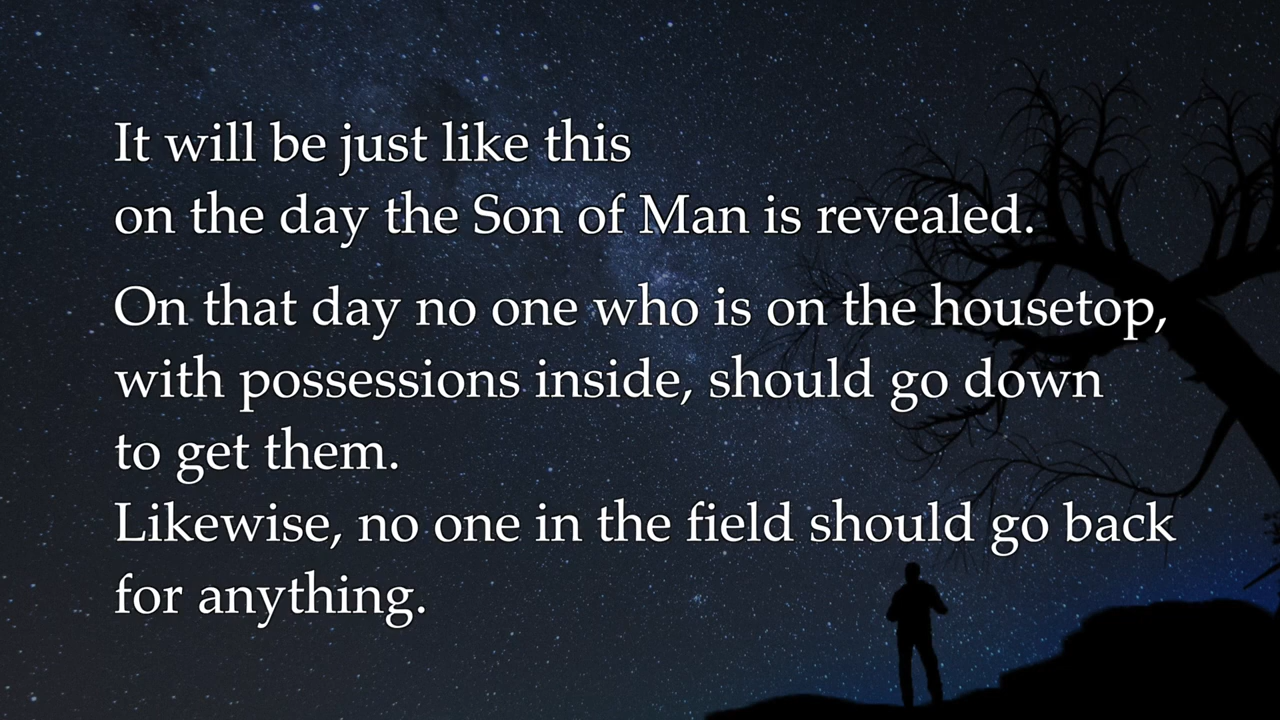 It will be just like this
on the day the Son of Man is revealed.
On that day no one who is on the housetop,
with possessions inside, should go down
to get them.
Likewise, no one in the field should go back
for anything.